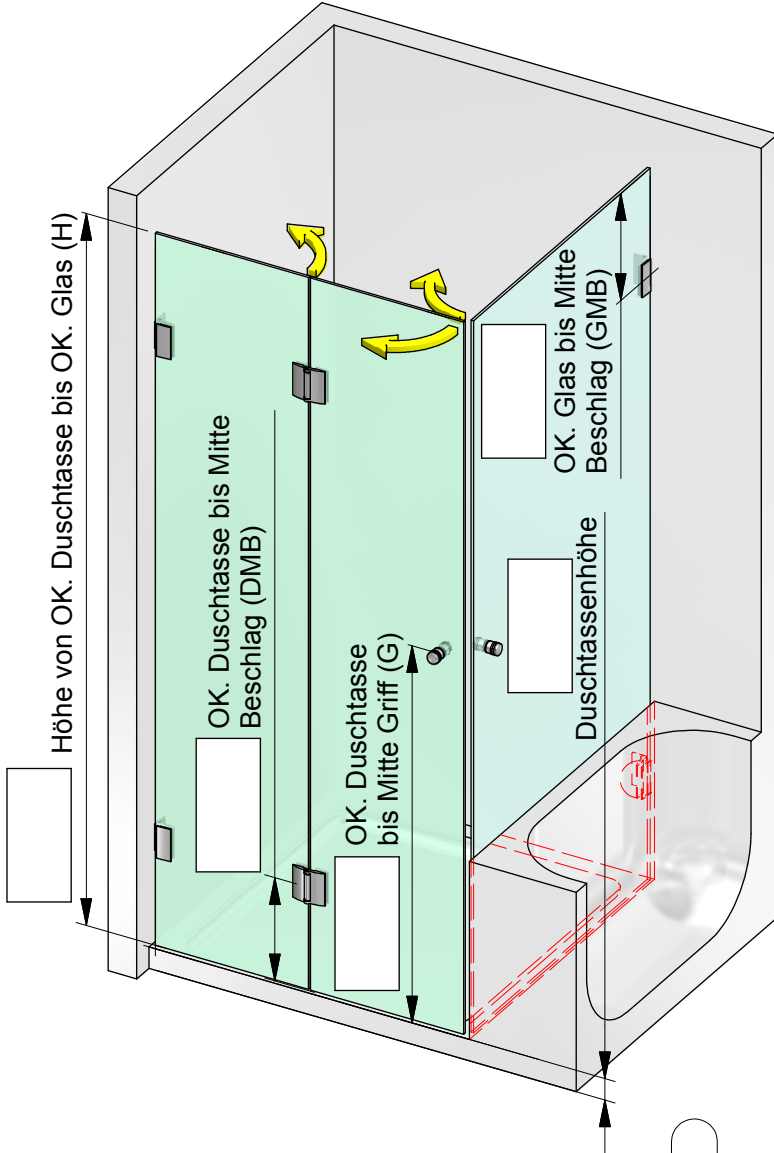 Höhe von OK. Duschtasse bis OK. Glas (H)
OK. Duschtasse bis Mitte
Beschlag (DMB)
OK. Duschtasse
bis Mitte Griff (G)
OK. Glas bis Mitte
Beschlag (GMB)
Duschtassenhöhe